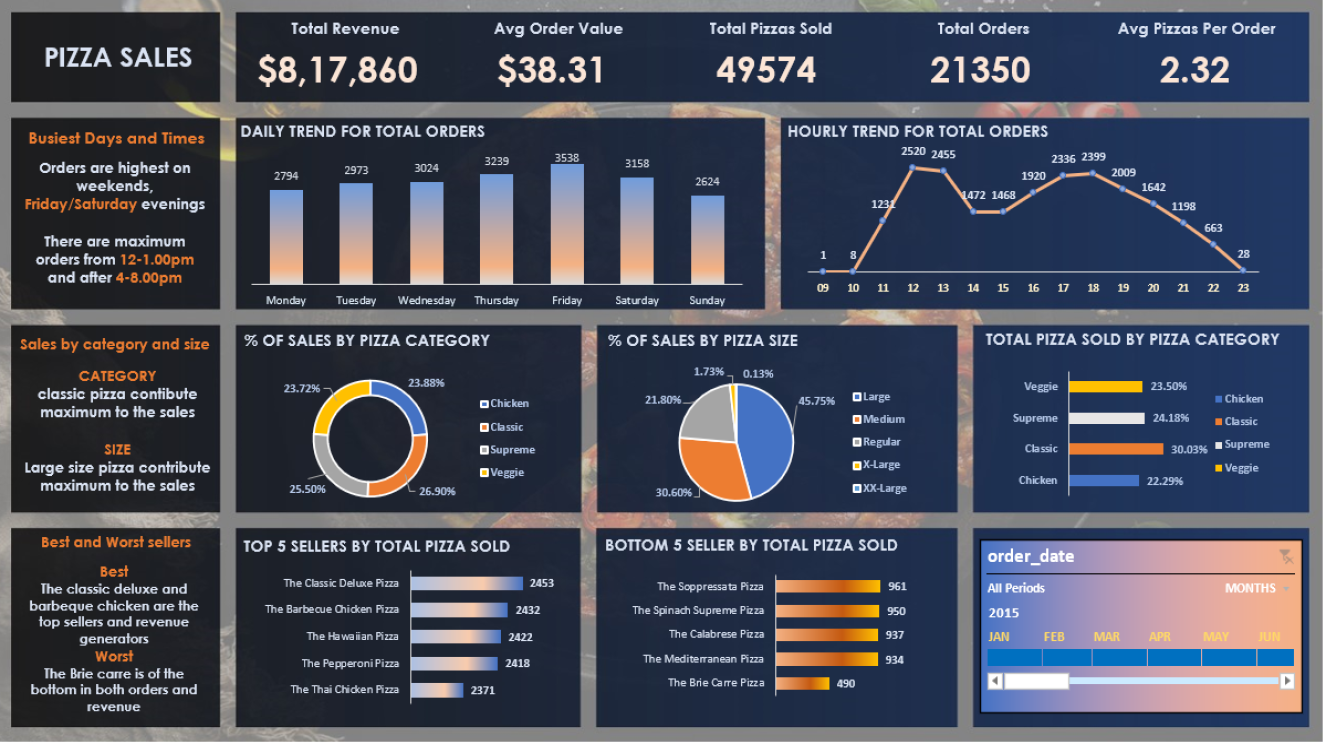 PIZZA SALES
Total Revenue
$8,17,860
Avg Order Value
$38.31
Total Pizzas Sold
49574
Total Orders
21350
Avg Pizzas Per Order
2.32
Busiest Days and Times
Orders are highest on
weekends,
Friday/Saturday evenings
There are maximum
orders from 12-1.00pm
and after 4-8.00pm
DAILY TREND FOR TOTAL ORDERS
2794 2973 3024 3239 3538 3158 2624
Monday Tuesday Wednesday Thursday Friday Saturday Sunday
HOURLY TREND FOR TOTAL ORDERS
1 8 1231 2520 2455 1472 1468 1920 2336 2399 2009 1642 1198 663 28
09 10 11 12 13 14 15 16 17 18 19 20 21 22 23
Sales by category and size
CATEGORY
classic pizza contibute
maximum to the sales
SIZE
Large size pizza contribute
maximum to the sales
% OF SALES BY PIZZA CATEGORY
23.72% 23.88%
25.50% 26.90%
Chicken
Classic
Supreme
Veggie
% OF SALES BY PIZZA SIZE
1.73% 0.13%
21.80% 45.75%
30.60%
Large
Medium
Regular
X-Large
XX-Large
TOTAL PIZZA SOLD BY PIZZA CATEGORY
Veggie 23.50%
Supreme 24.18%
Classic 30.03%
Chicken 22.29%
Chicken
Classic
Supreme
Veggie
Best and Worst sellers
Best
The classic deluxe and
barbeque chicken are the
top sellers and revenue
generators
Worst
The Brie carre is of the
bottom in both orders and
revenue
TOP 5 SELLERS BY TOTAL PIZZA SOLD
The Classic Deluxe Pizza 2453
The Barbecue Chicken Pizza 2432
The Hawaiian Pizza 2422
The Pepperoni Pizza 2418
The Thai Chicken Pizza 2371
BOTTOM 5 SELLER BY TOTAL PIZZA SOLD
The Soppressata Pizza 961
The Spinach Supreme Pizza 950
The Calabrese Pizza 937
The Mediterranean Pizza 934
The Brie Carre Pizza 490
order_date
All Periods MONTHS
2015
JAN FEB MAR APR MAY JUN